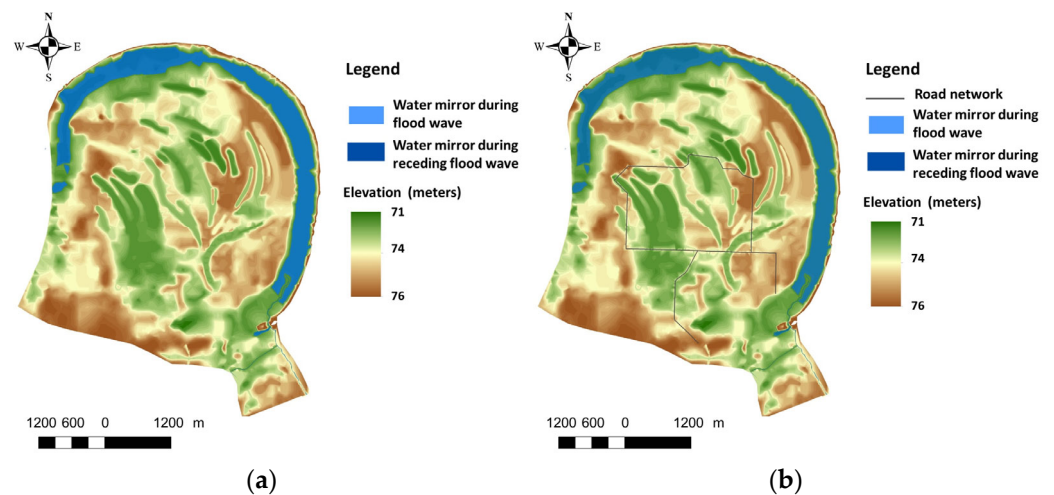 N
W E
S
Legend
Water mirror during
flood wave
Water mirror during
receding flood wave
Elevation (meters)
71
74
76
1200 600 0 1200 m
(a)
N
W E
S
Legend
Road network
Water mirror during
flood wave
Water mirror during
receding flood wave
Elevation (meters)
71
74
76
1200 600 0 1200 m
(b)